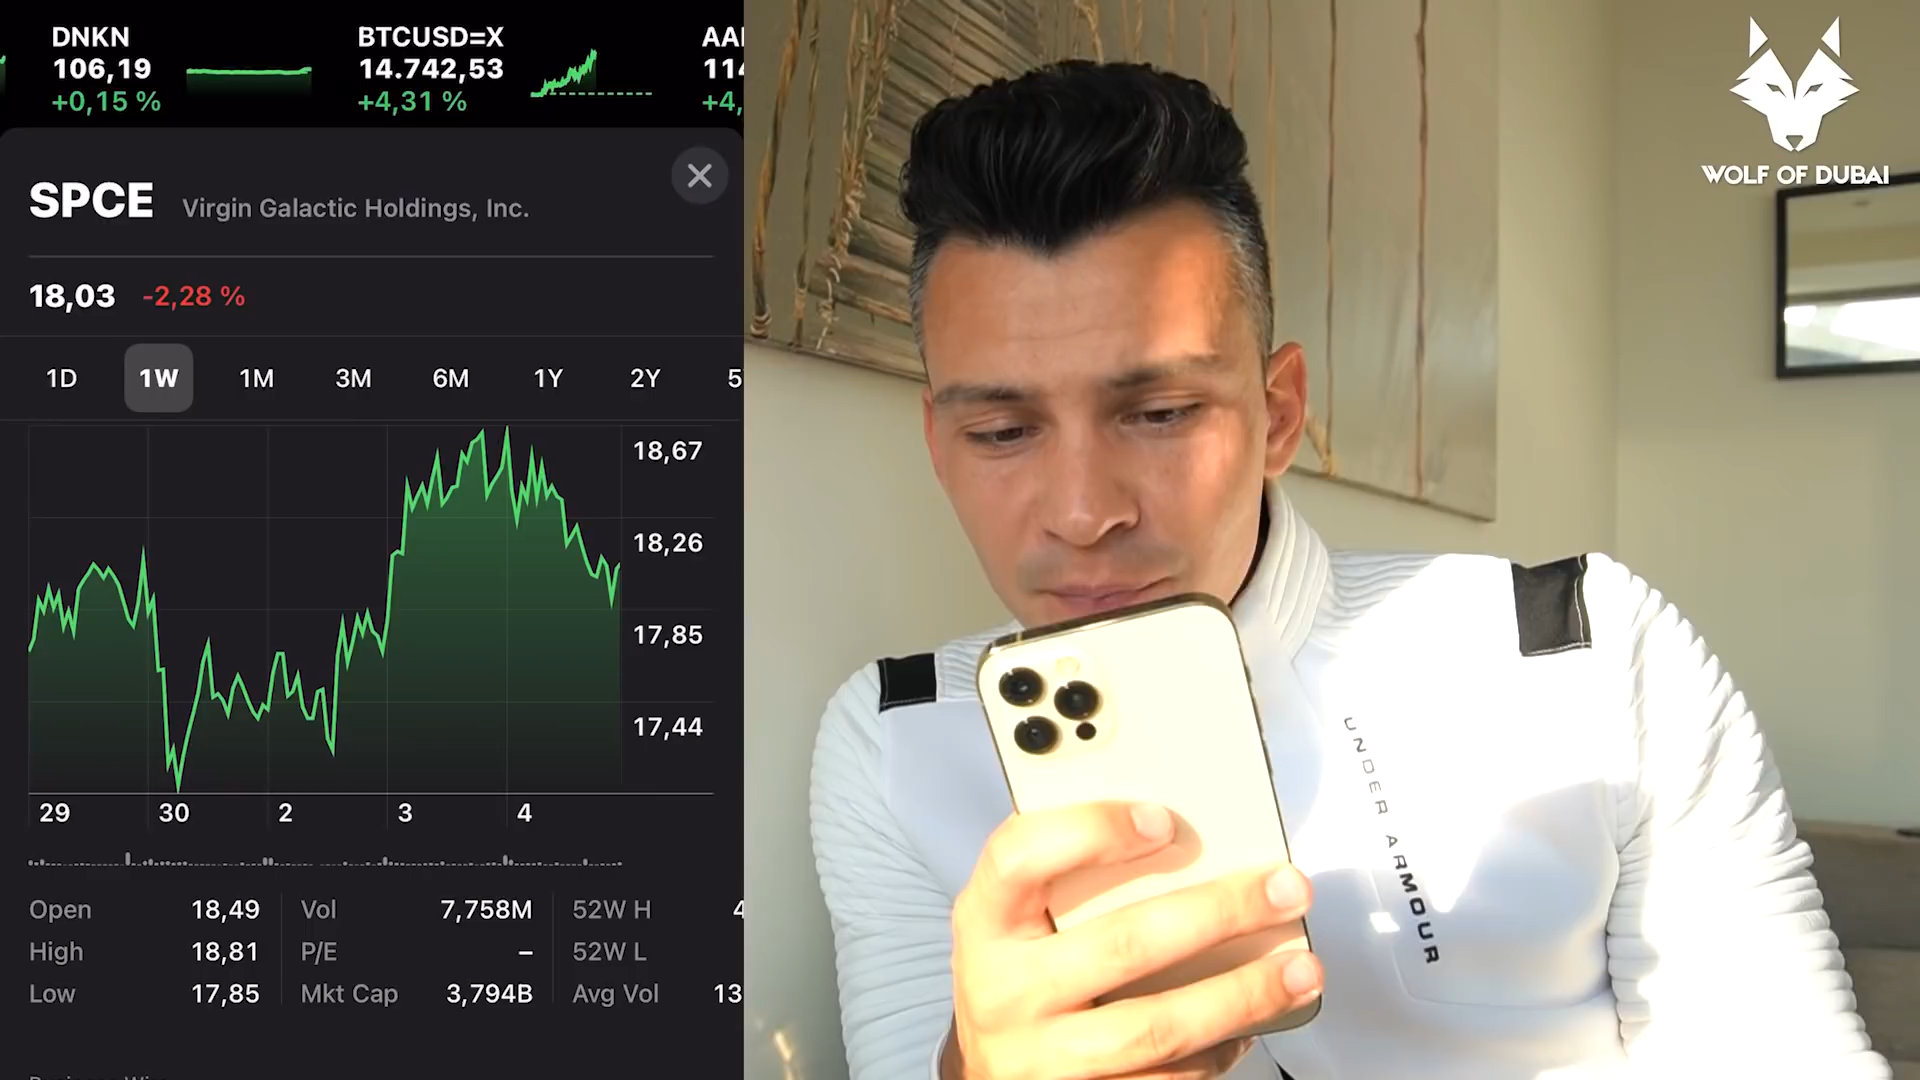 DNKN
106,19
+0,15 %
BTCUSD=X
14.742,53
+4,31 %
SPCE Virgin Galactic Holdings, Inc.
18,03 -2,28 %
1D 1W 1M 3M 6M 1Y 2Y
18,67
18,26
17,85
17,44
29 30 2 3 4
Open 18,49 Vol 7,758M 52W H
High 18,81 P/E – 52W L
Low 17,85 Mkt Cap 3,794B Avg Vol
WOLF OF DUBAI
UNDER ARMOUR